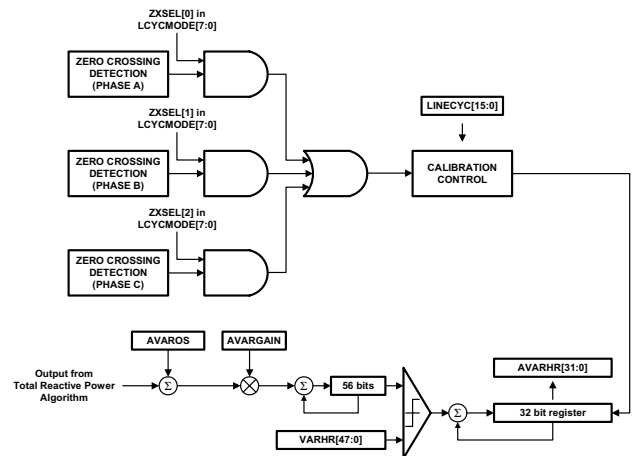 ZXSEL[0] in
LCYCMODE[7:0]
ZERO CROSSING
DETECTION
(PHASE A)
ZXSEL[1] in
LCYCMODE[7:0]
ZERO CROSSING
DETECTION
(PHASE B)
ZXSEL[2] in
LCYCMODE[7:0]
ZERO CROSSING
DETECTION
(PHASE C)
LINECYC[15:0]
CALIBRATION
CONTROL
AVAROS
AVARGAIN
Output from
Total Reactive Power
Algorithm
Σ
Σ
56 bits
VARHR[47:0]
Σ
AVARHR[31:0]
32 bit register